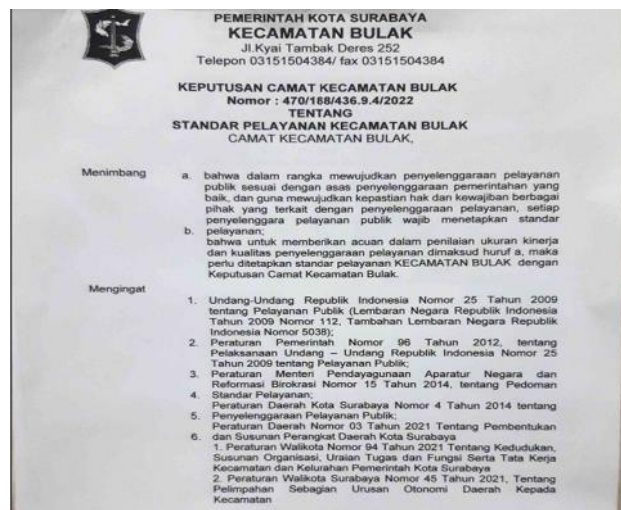 PEMERINTAH KOTA SURABAYA
KECAMATAN BULAK
Jl.Kyai Tambak Deres 252
Telepon 03151504384/ fax 03151504384
KEPUTUSAN CAMAT KECAMATAN BULAK
Nomor : 470/188/436.9.4/2022
TENTANG
STANDAR PELAYANAN KECAMATAN BULAK
CAMAT KECAMATAN BULAK,
Menimbang a. bahwa dalam rangka mewujudkan penyelenggaraan pelayanan
publik sesuai dengan asas penyelenggaraan pemerintahan yang
baik, dan guna mewujudkan kepastian hak dan kewajiban berbagai
pihak yang terkait dengan penyelenggaraan pelayanan, setiap
penyelenggara pelayanan publik wajib menetapkan standar
b. pelayanan;
bahwa untuk memberikan acuan dalam penilaian ukuran kinerja
dan kualitas penyelenggaraan pelayanan dimaksud huruf a, maka
perlu ditetapkan standar pelayanan KECAMATAN BULAK dengan
Keputusan Camat Kecamatan Bulak.
Mengingat
1. Undang-Undang Republik Indonesia Nomor 25 Tahun 2009
tentang Pelayanan Publik (Lembaran Negara Republik Indonesia
Tahun 2009 Nomor 112, Tambahan Lembaran Negara Republik
Indonesia Nomor 5038);
2. Peraturan Pemerintah Nomor 96 Tahun 2012, tentang
Pelaksanaan Undang – Undang Republik Indonesia Nomor 25
Tahun 2009 tentang Pelayanan Publik;
3. Peraturan Menteri Pendayagunaan Aparatur Negara dan
Reformasi Birokrasi Nomor 15 Tahun 2014, tentang Pedoman
4. Standar Pelayanan;
Peraturan Daerah Kota Surabaya Nomor 4 Tahun 2014 tentang
5. Penyelenggaraan Pelayanan Publik;
Peraturan Daerah Nomor 03 Tahun 2021 Tentang Pembentukan
6. dan Susunan Perangkat Daerah Kota Surabaya
1. Peraturan Walikota Nomor 94 Tahun 2021 Tentang Kedudukan,
Susunan Organisasi, Uraian Tugas dan Fungsi Serta Tata Kerja
Kecamatan dan Kelurahan Pemerintah Kota Surabaya
2. Peraturan Walikota Surabaya Nomor 45 Tahun 2021, Tentang
Pelimpahan Sebagian Urusan Otonomi Daerah Kepada
Kecamatan